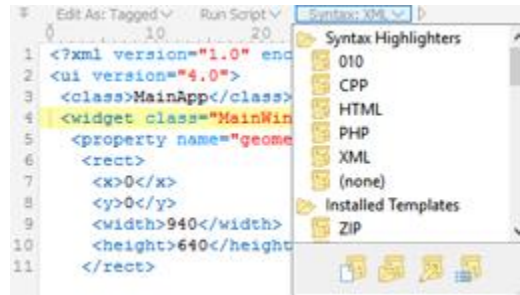 Edit As: Tagged Run Script Syntax: XML
0 10 20
1 <?xml version="1.0" enc
2 <ui version="4.0">
3 <class>MainApp</class>
4 <widget class="MainWin
5 <property name="geome
6 <rect>
7 <x>0</x>
8 <y>0</y>
9 <width>940</width>
10 <height>640</height
11 </rect>
Syntax Highlighters
010
CPP
HTML
PHP
XML
(none)
Installed Templates
ZIP